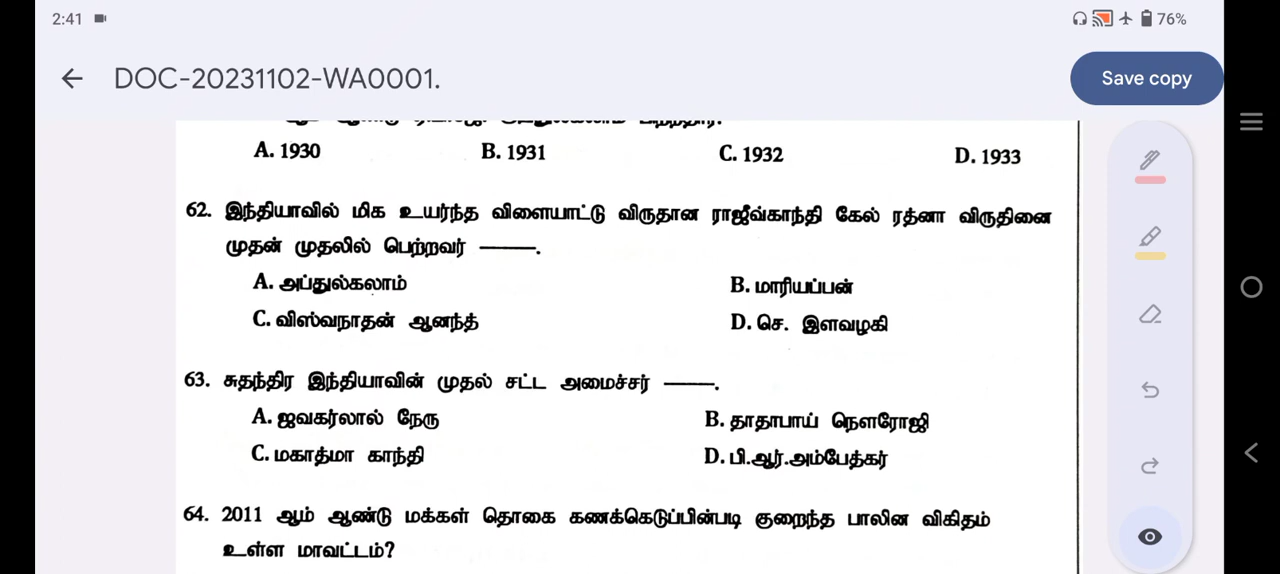 2:41
76%
DOC-20231102-WA0001.
Save copy
A. 1930 B. 1931 C. 1932 D. 1933
62. இந்தியாவில் மிக உயர்ந்த விளையாட்டு விருதான ராஜீவ்காந்தி கேல் ரத்னா விருதினை
முதன் முதலில் பெற்றவர் ———.
A. அப்துல்கலாம் B. மாரியப்பன்
C. விஸ்வநாதன் ஆனந்த் D. செ. இளவழகி
63. சுதந்திர இந்தியாவின் முதல் சட்ட அமைச்சர் ———.
A. ஜவகர்லால் நேரு B. தாதாபாய் நௌரோஜி
C. மகாத்மா காந்தி D. பி.ஆர்.அம்பேத்கர்
64. 2011 ஆம் ஆண்டு மக்கள் தொகை கணக்கெடுப்பின்படி குறைந்த பாலின விகிதம்
உள்ள மாவட்டம்?